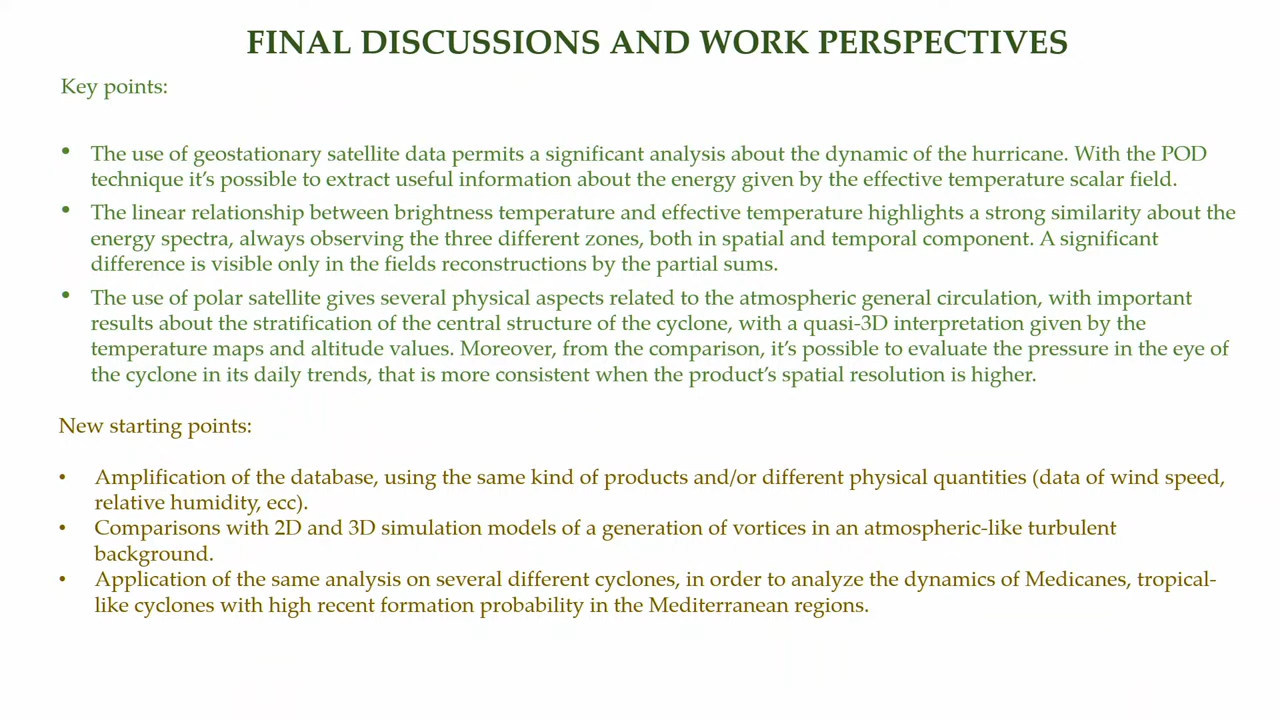 FINAL DISCUSSIONS AND WORK PERSPECTIVES
Key points:
• The use of geostationary satellite data permits a significant analysis about the dynamic of the hurricane. With the POD
technique it's possible to extract useful information about the energy given by the effective temperature scalar field.
• The linear relationship between brightness temperature and effective temperature highlights a strong similarity about the
energy spectra, always observing the three different zones, both in spatial and temporal component. A significant
difference is visible only in the fields reconstructions by the partial sums.
• The use of polar satellite gives several physical aspects related to the atmospheric general circulation, with important
results about the stratification of the central structure of the cyclone, with a quasi-3D interpretation given by the
temperature maps and altitude values. Moreover, from the comparison, it's possible to evaluate the pressure in the eye of
the cyclone in its daily trends, that is more consistent when the product's spatial resolution is higher.
New starting points:
• Amplification of the database, using the same kind of products and/or different physical quantities (data of wind speed,
relative humidity, ecc).
• Comparisons with 2D and 3D simulation models of a generation of vortices in an atmospheric-like turbulent
background.
• Application of the same analysis on several different cyclones, in order to analyze the dynamics of Medicanes, tropical-
like cyclones with high recent formation probability in the Mediterranean regions.